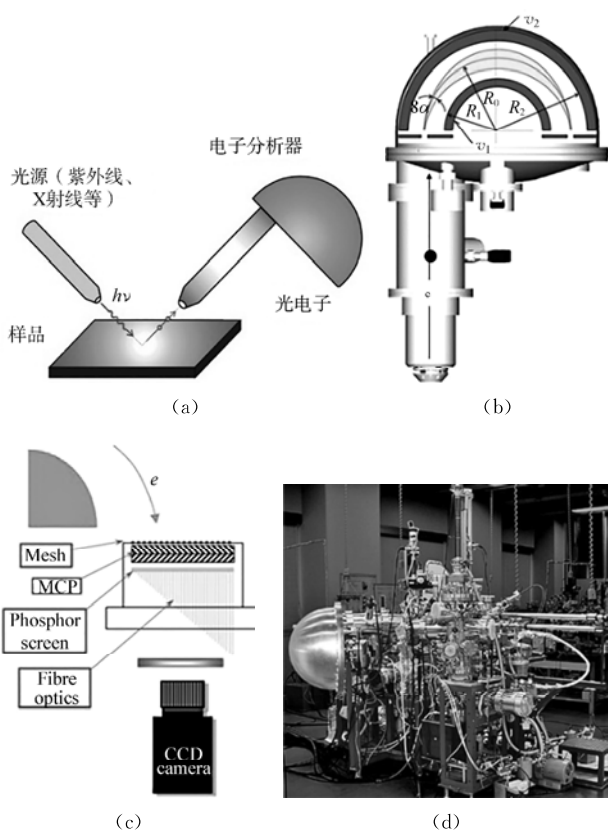 电子分析器
光源（紫外线、
X射线等）
hν
光电子
样品
(a)
v₂
8α
R₁
R₀
R₂
v₁
e
(b)
e
Mesh
MCP
Phosphor
screen
Fibre
optics
CCD
camera
(c)
(d)